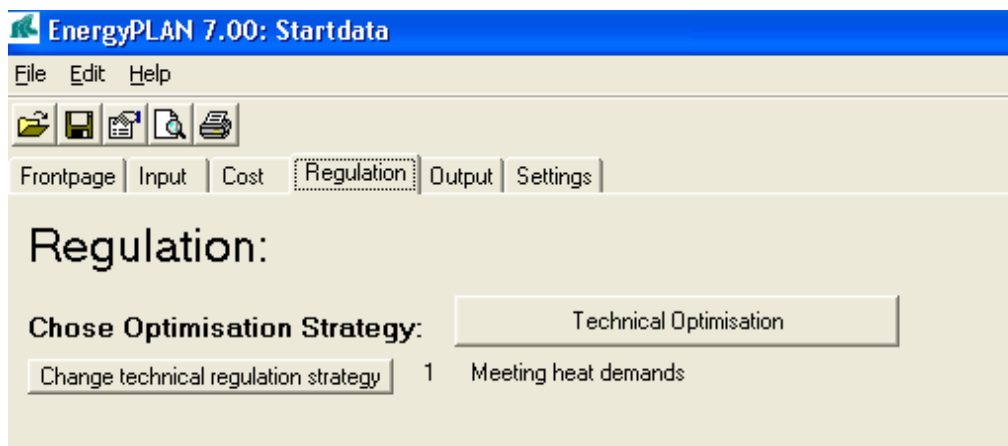 EnergyPLAN 7.00: Startdata
File Edit Help
Frontpage Input Cost Regulation Output Settings
Regulation:
Chose Optimisation Strategy: Technical Optimisation
Change technical regulation strategy 1 Meeting heat demands